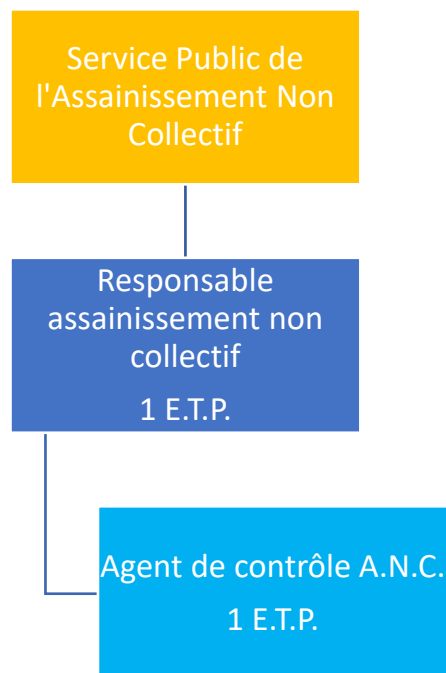 Service Public de
l'Assainissement Non
Collectif
Responsable
assainissement non
collectif
1 E.T.P.
Agent de contrôle A.N.C.
1 E.T.P.